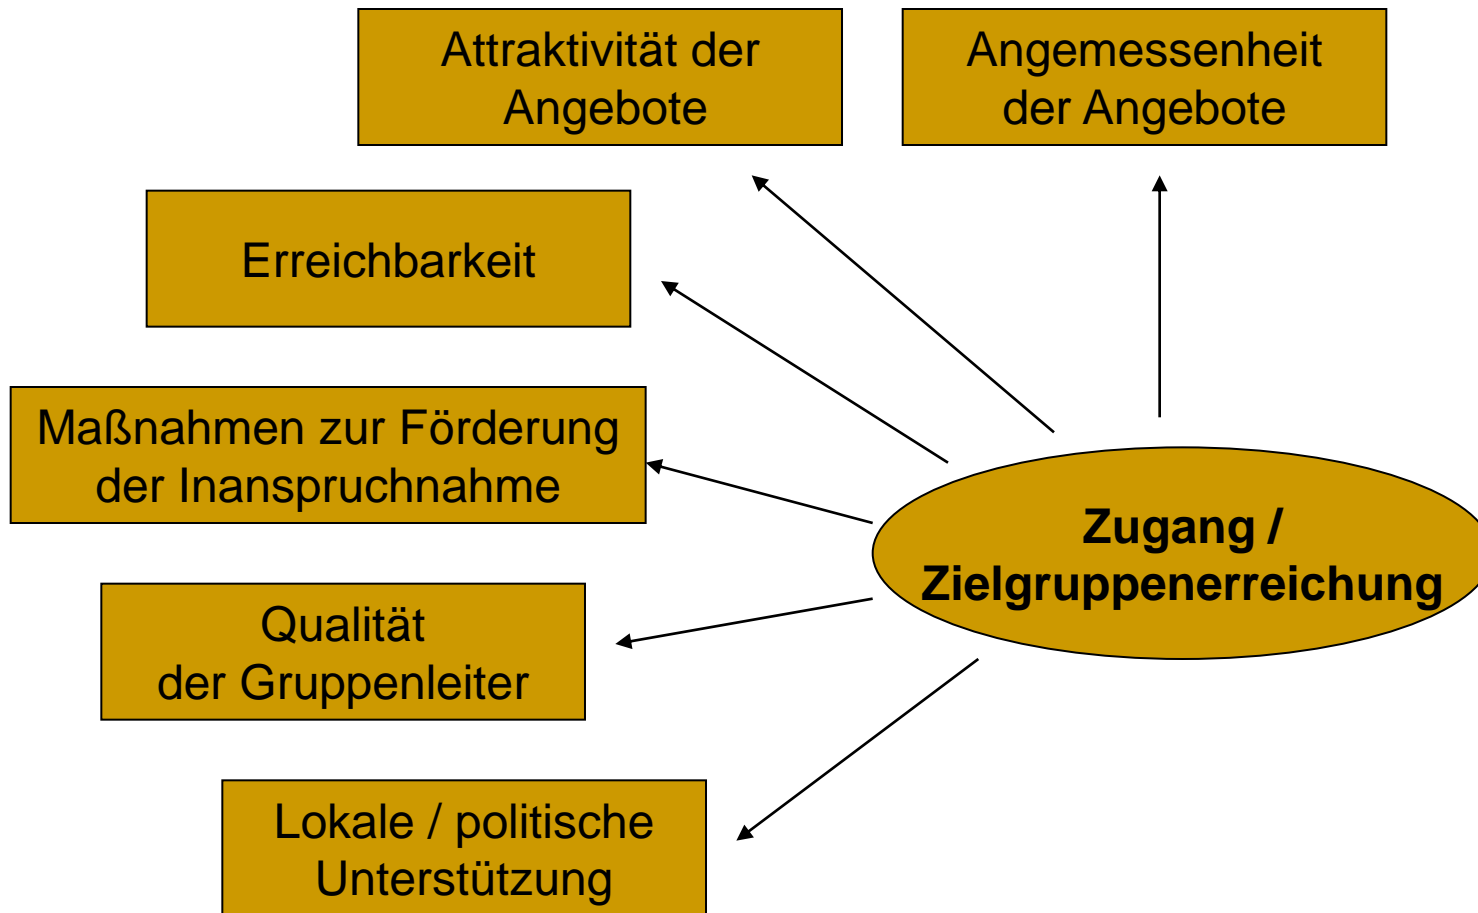 Attraktivität der
Angebote
Angemessenheit
der Angebote
Erreichbarkeit
Maßnahmen zur Förderung
der Inanspruchnahme
Zugang /
Zielgruppenerreichung
Qualität
der Gruppenleiter
Lokale / politische
Unterstützung